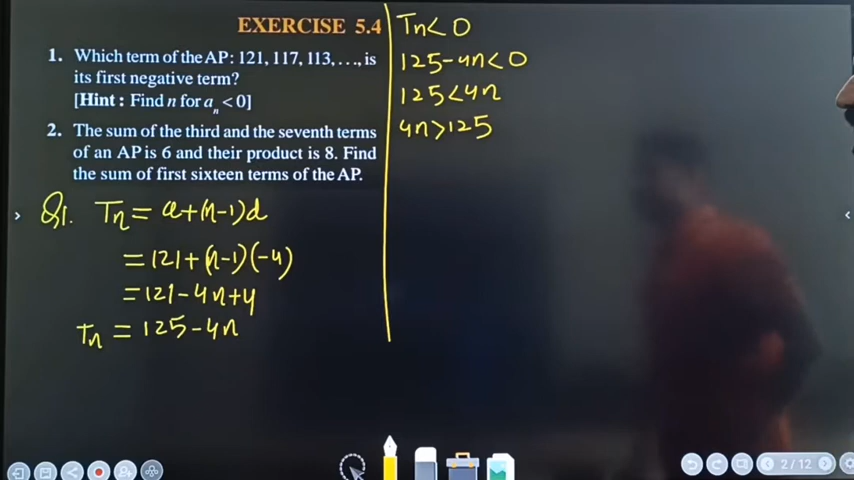 EXERCISE 5.4
1. Which term of the AP: 121, 117, 113, . . ., is
its first negative term?
[Hint : Find n for aₙ < 0]
2. The sum of the third and the seventh terms
of an AP is 6 and their product is 8. Find
the sum of first sixteen terms of the AP.
Q1. Tₙ = a+(n-1)d
= 121+(n-1)(-4)
= 121-4n+4
Tₙ = 125-4n
Tₙ< 0
125-4n<0
125<4n
4n>125
2 / 12